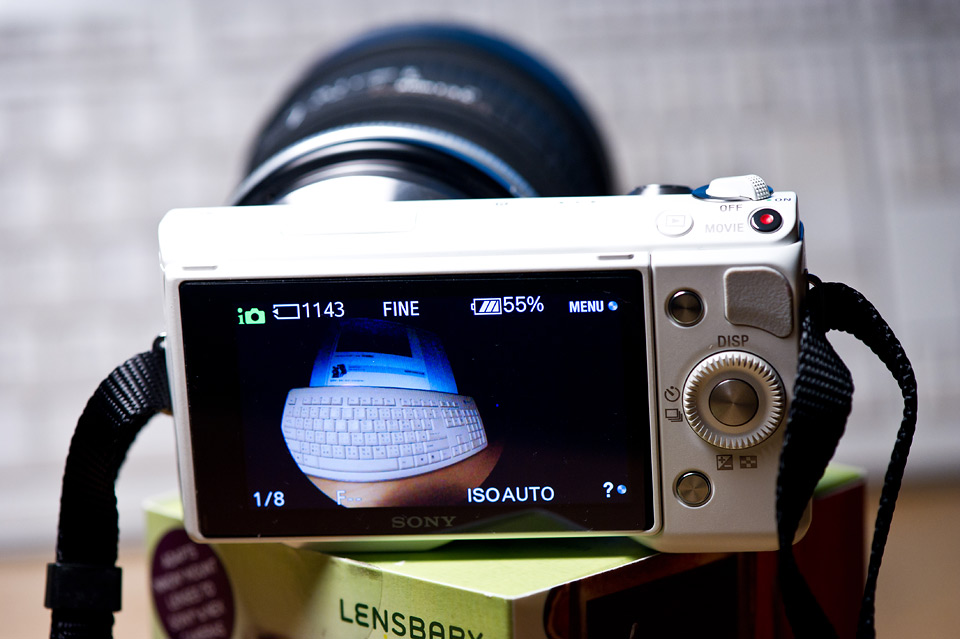 ON
OFF
MOVIE
i 1143 FINE 55% MENU
DISP
1/8 F-- ISO AUTO ?
SONY
LENSBABY